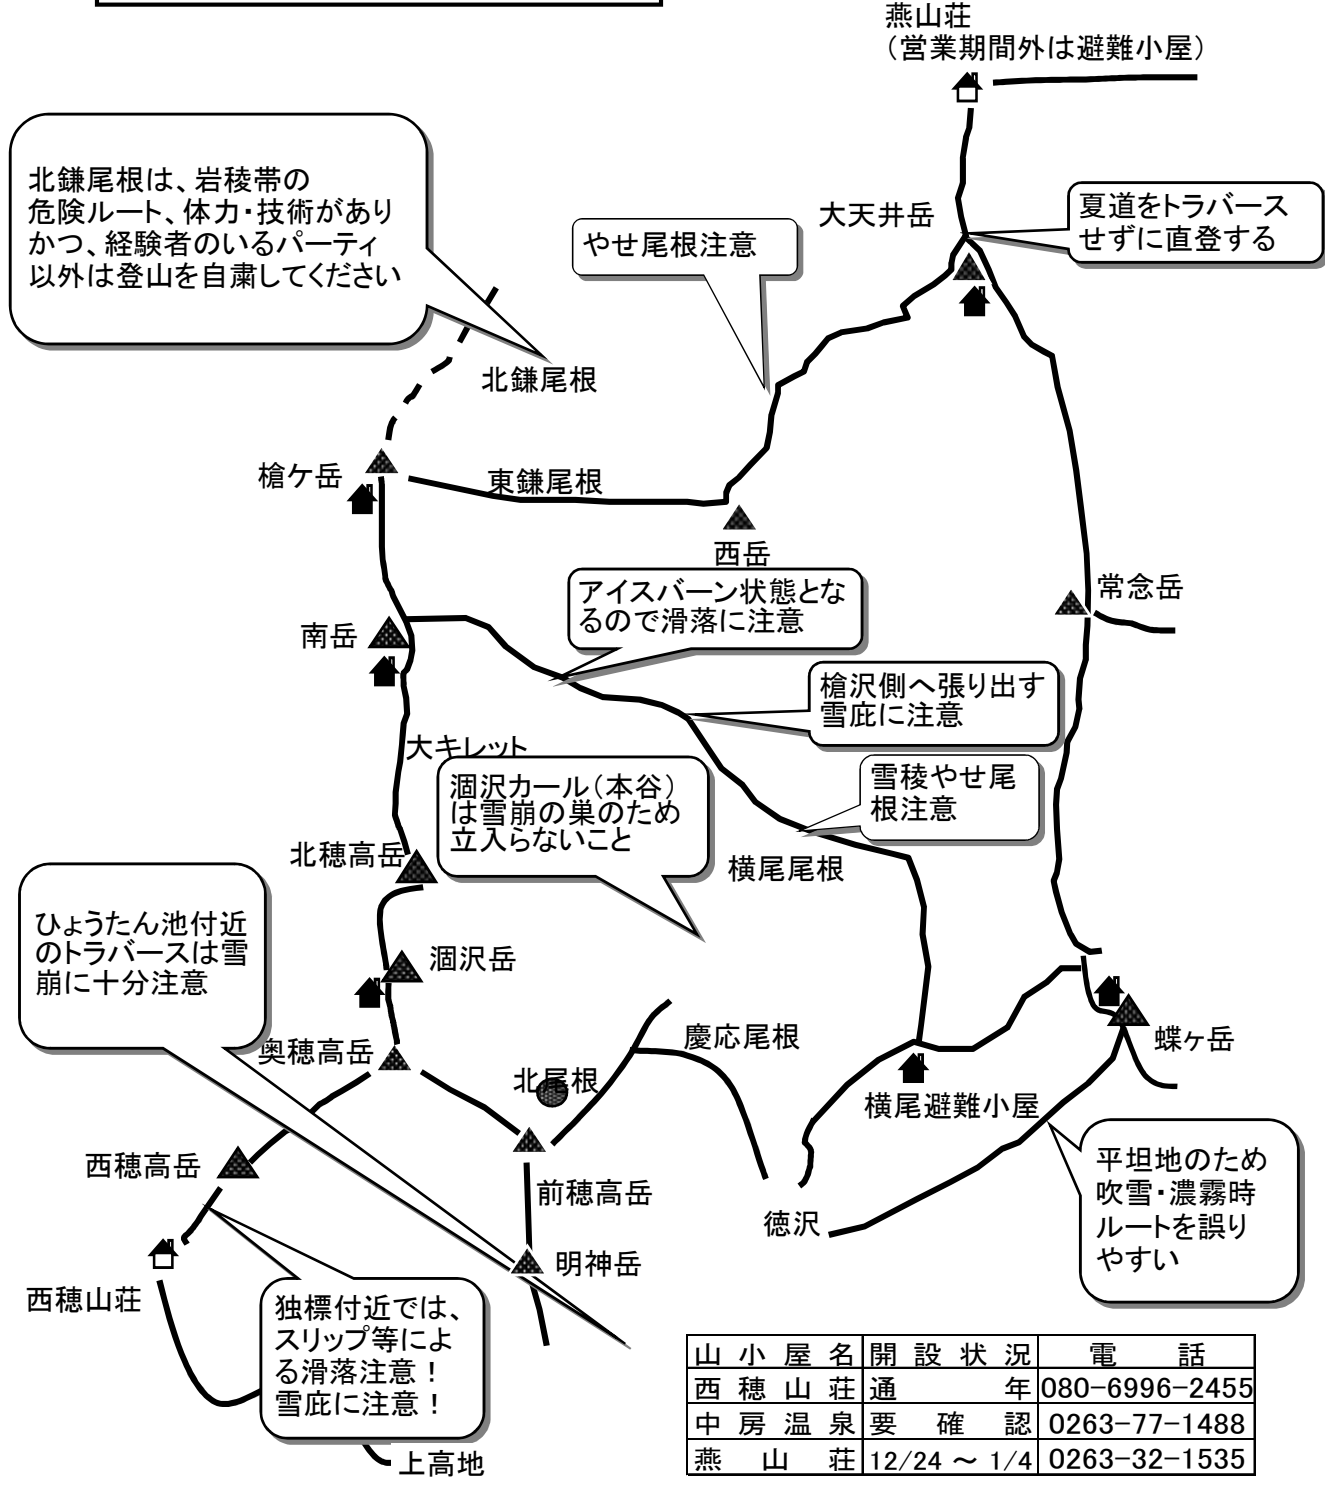 燕山荘
（営業期間外は避難小屋）
北鎌尾根は、岩稜帯の
危険ルート、体力・技術があり
かつ、経験者のいるパーティ
以外は登山を自粛してください
大天井岳
夏道をトラバース
せずに直登する
やせ尾根注意
北鎌尾根
槍ケ岳
東鎌尾根
西岳
アイスバーン状態とな
るので滑落に注意
常念岳
南岳
槍沢側へ張り出す
雪庇に注意
大キレット
涸沢カール（本谷）
は雪崩の巣のため
立入らないこと
雪稜やせ尾
根注意
北穂高岳
横尾尾根
ひょうたん池付近
のトラバースは雪
崩に十分注意
涸沢岳
奥穂高岳
慶応尾根
蝶ヶ岳
北尾根
横尾避難小屋
西穂高岳
前穂高岳
平坦地のため
吹雪・濃霧時
ルートを誤り
やすい
徳沢
明神岳
西穂山荘
独標付近では、
スリップ等によ
る滑落注意！
雪庇に注意！
上高地
山小屋名 開設状況 電話
西穂山荘 通年 080-6996-2455
中房温泉 要確認 0263-77-1488
燕山荘 12/24 ～ 1/4 0263-32-1535